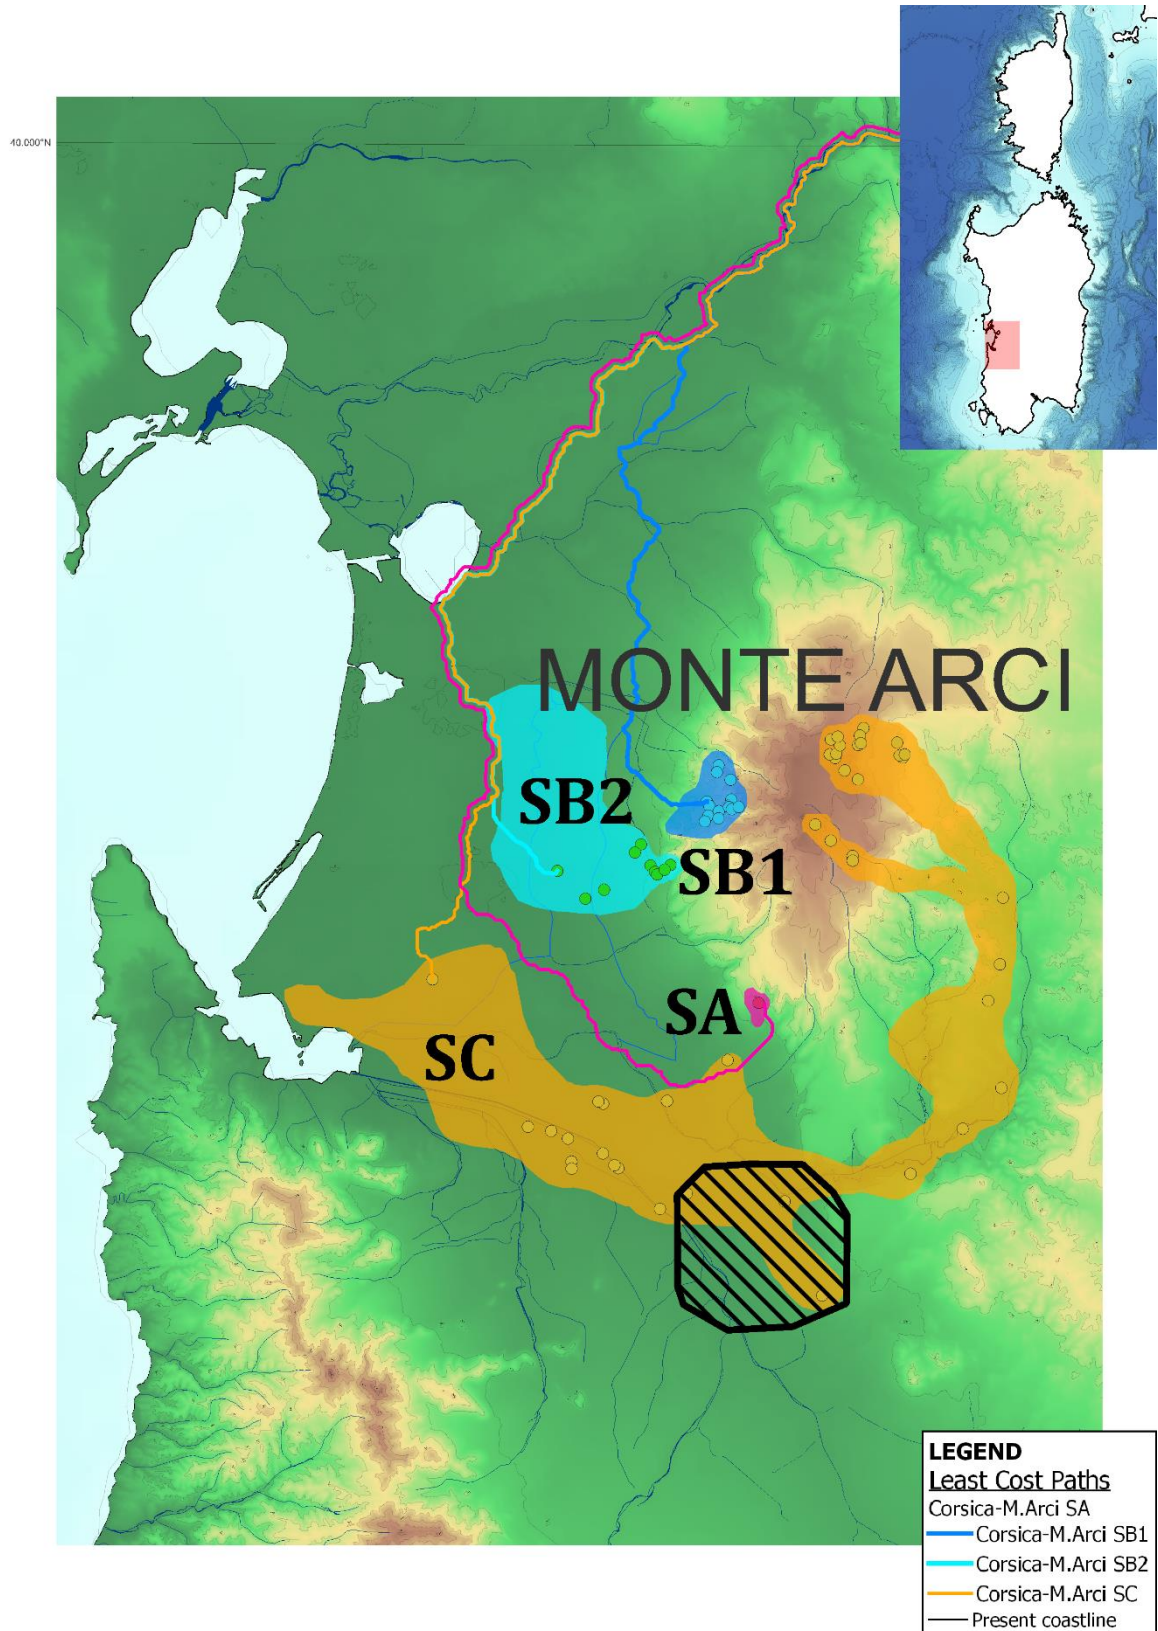 40.000°N
MONTE ARCI
SB2
SB1
SA
SC
LEGEND
Least Cost Paths
Corsica-M.Arci SA
Corsica-M.Arci SB1
Corsica-M.Arci SB2
Corsica-M.Arci SC
Present coastline